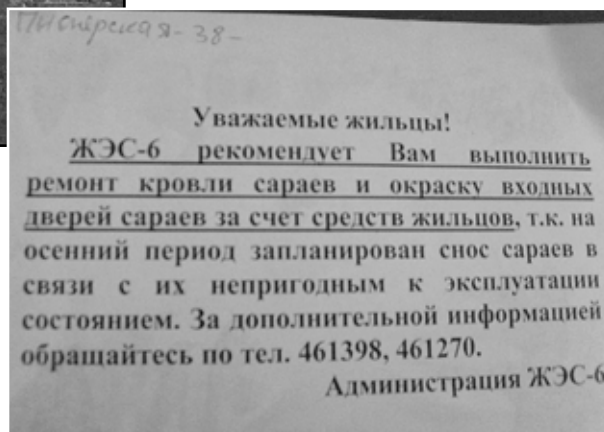 38-
Уважаемые жильцы!
ЖЭС-6 рекомендует Вам выполнить
ремонт кровли сараев и окраску входных
дверей сараев за счет средств жильцов, т.к. на
осенний период запланирован снос сараев в
связи с их непригодным к эксплуатации
состоянием. За дополнительной информацией
обращайтесь по тел. 461398, 461270.
Администрация ЖЭС-6